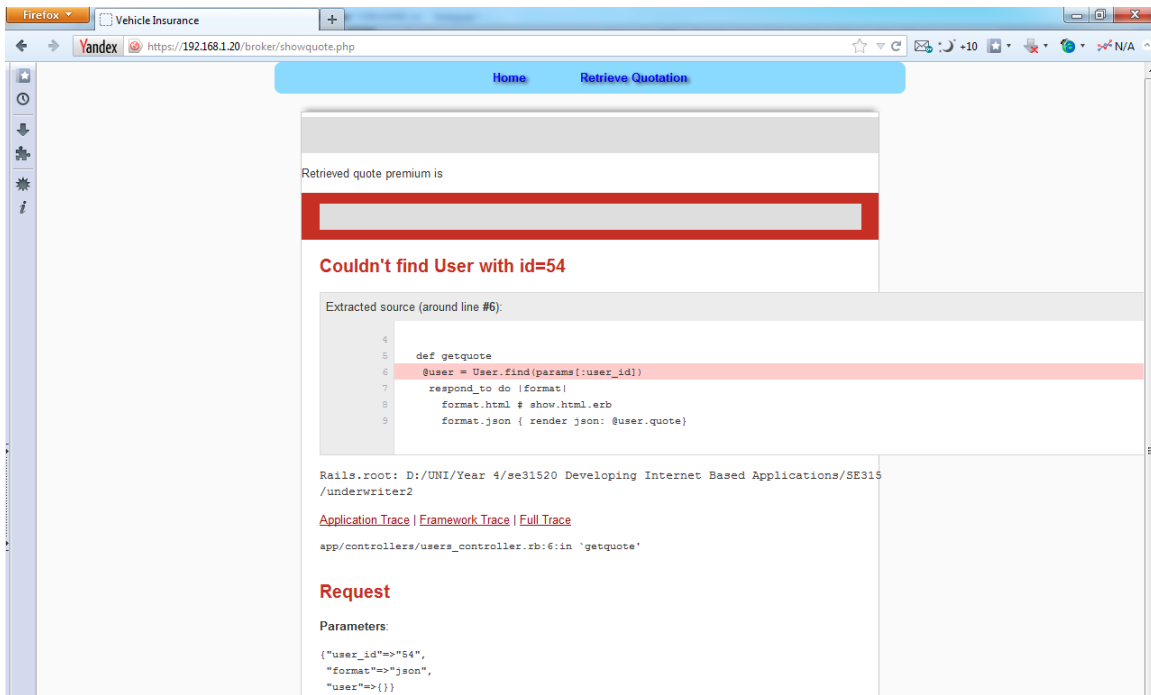 Firefox
Vehicle Insurance
+
Yandex https://192.168.1.20/broker/showquote.php +10 N/A
Home Retrieve Quotation
Retrieved quote premium is
Couldn't find User with id=54
Extracted source (around line #6):
4
5 def getquote
6 @user = User.find(params[:user_id])
7 respond_to do |format|
8 format.html # show.html.erb
9 format.json { render json: @user.quote}
Rails.root: D:/UNI/Year 4/se31520 Developing Internet Based Applications/SE315
/underwriter2
Application Trace | Framework Trace | Full Trace
app/controllers/users_controller.rb:6:in `getquote'
Request
Parameters:
{"user_id"=>"54",
"format"=>"json",
"user"=>{}}